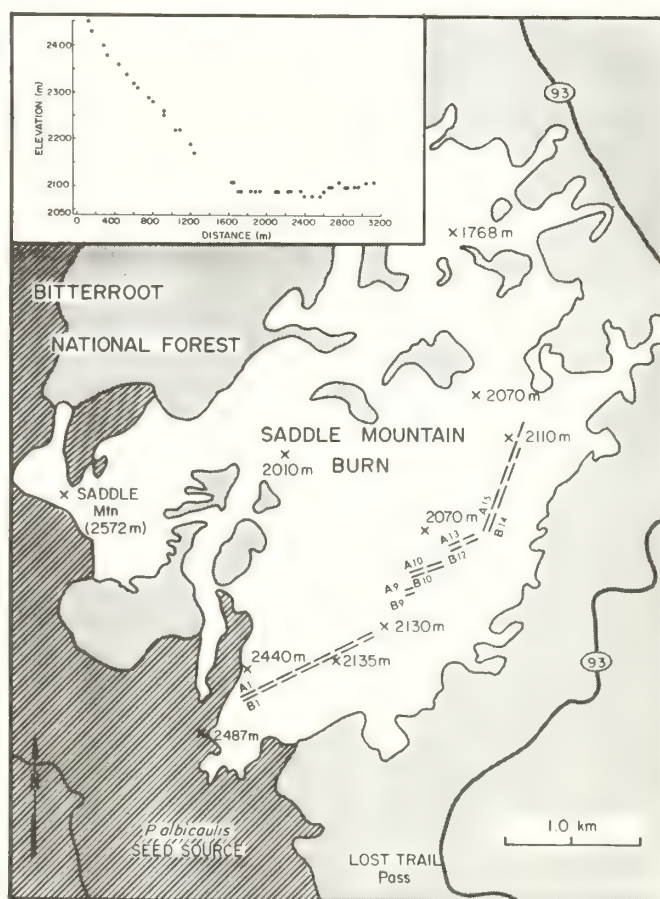 2400
2300
2200
2100
2050
ELEVATION (m)
0 400 800 1200 1600 2000 2400 2800 3200
DISTANCE (m)
93
1768 m
BITTERROOT
NATIONAL FOREST
2070 m
SADDLE MOUNTAIN
BURN
2110 m
2010 m
SADDLE
Mtn
(2572 m)
A15
B14
2070 m
A13
B12
A10
B10
A9
B9
2130 m
2440 m
2135 m
93
A1
B1
2487 m
P albicaulis
SEED SOURCE
LOST TRAIL
Pass
1.0 km